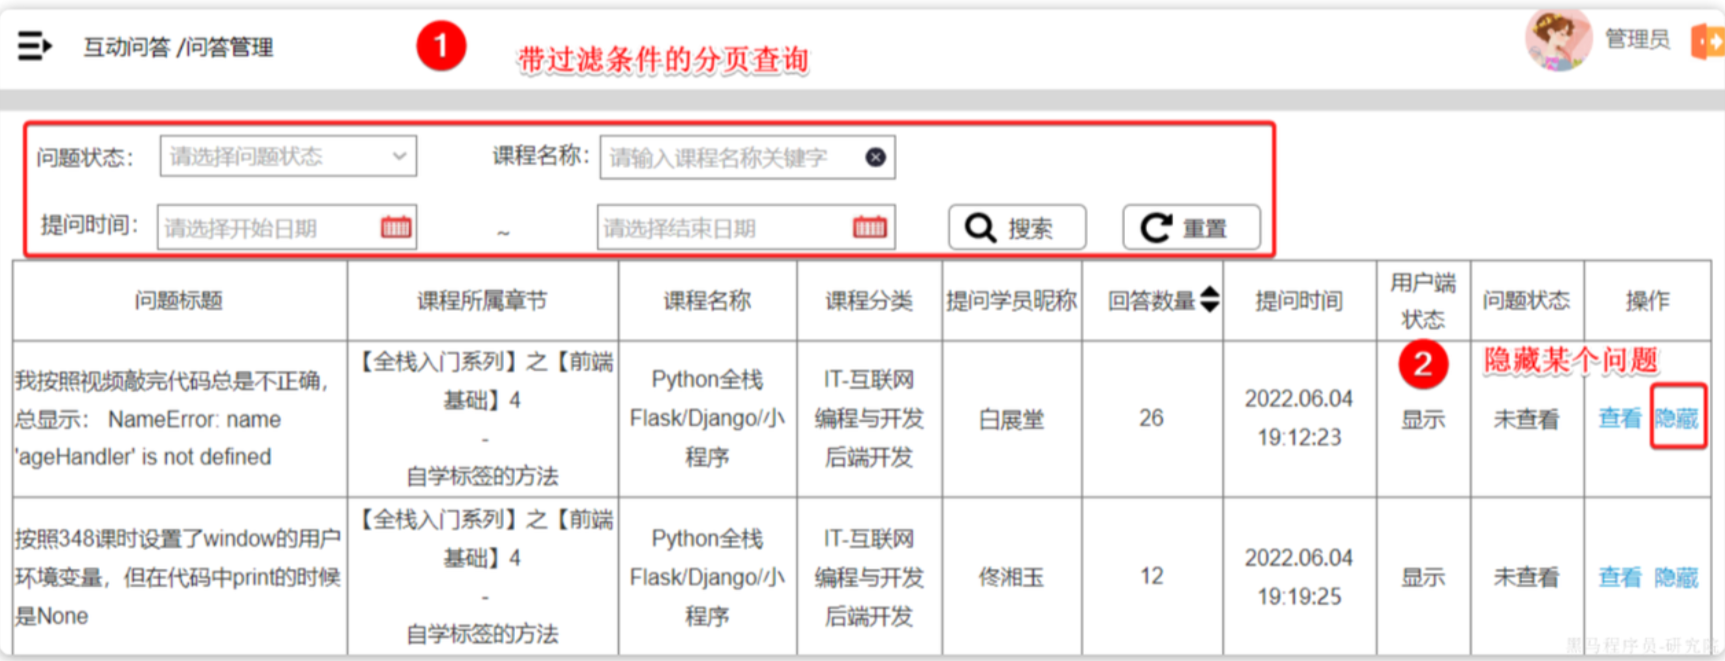 互动问答 /问答管理
1
带过滤条件的分页查询
管理员
问题状态：
请选择问题状态
课程名称：
请输入课程名称关键字
提问时间：
请选择开始日期
~
请选择结束日期
搜索
重置
问题标题
课程所属章节
课程名称
课程分类
提问学员昵称
回答数量
提问时间
用户端
状态
问题状态
操作
2
隐藏某个问题
我按照视频敲完代码总是不正确，
总显示： NameError: name
'ageHandler' is not defined
【全栈入门系列】之【前端
基础】4
-
自学标签的方法
Python全栈
Flask/Django/小
程序
IT-互联网
编程与开发
后端开发
白展堂
26
2022.06.04
19:12:23
显示
未查看
查看 隐藏
按照348课时设置了window的用户
环境变量，但在代码中print的时候
是None
【全栈入门系列】之【前端
基础】4
-
自学标签的方法
Python全栈
Flask/Django/小
程序
IT-互联网
编程与开发
后端开发
佟湘玉
12
2022.06.04
19:19:25
显示
未查看
查看 隐藏
黑马程序员-研究院